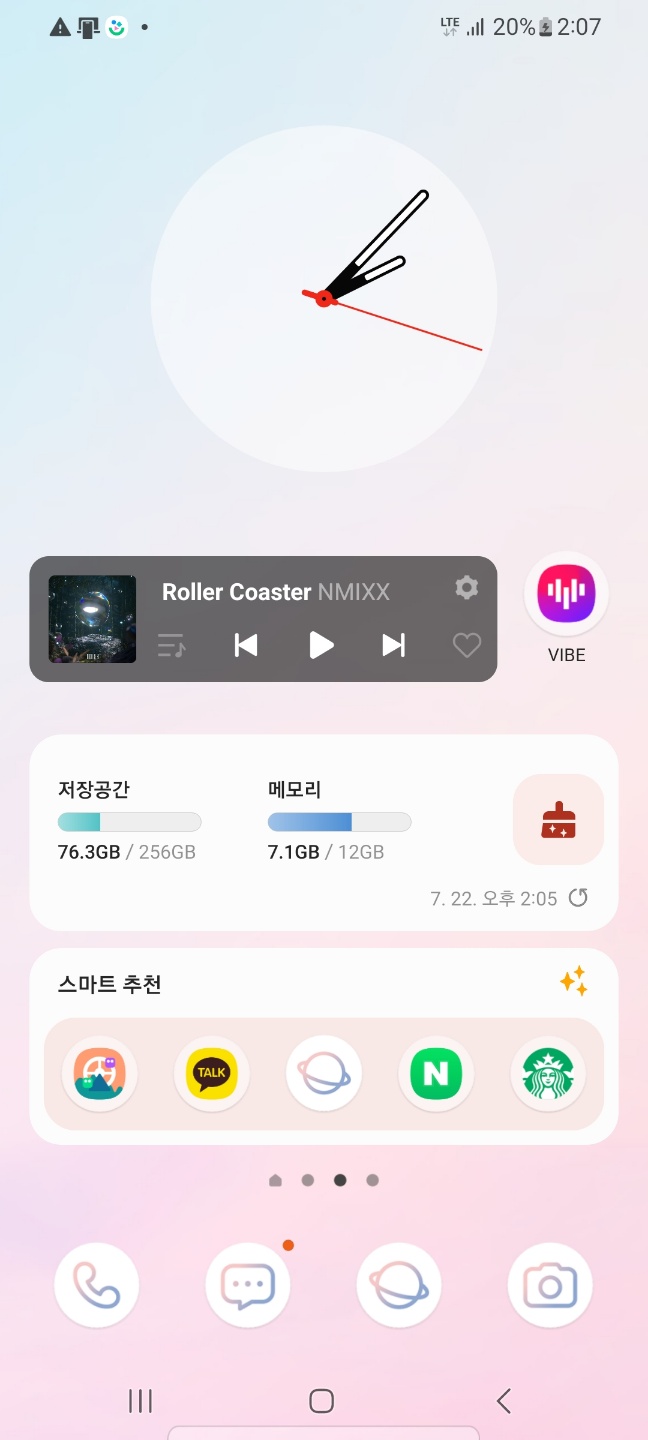 LTE 20% 2:07
Roller Coaster NMIXX
VIBE
저장공간 메모리
76.3GB / 256GB 7.1GB / 12GB
7. 22. 오후 2:05
스마트 추천
TALK N